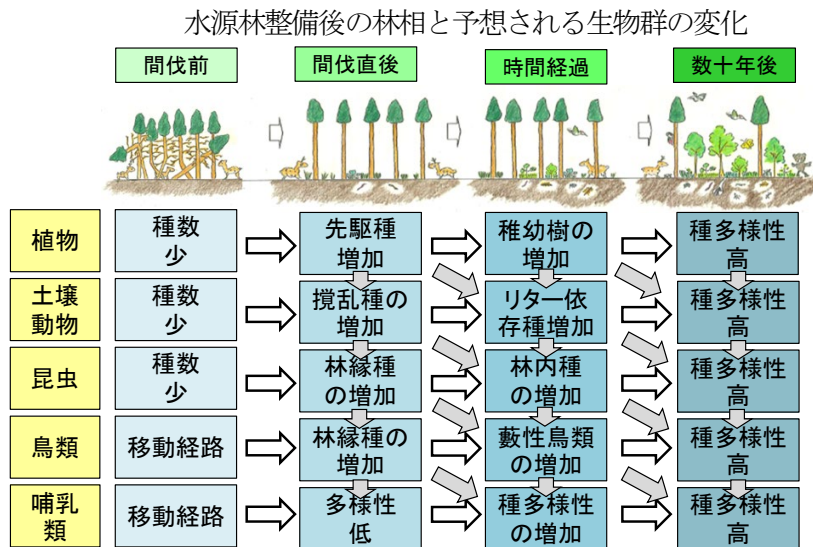 水源林整備後の林相と予想される生物群の変化
間伐前
間伐直後
時間経過
数十年後
植物
種数
少
先駆種
増加
稚幼樹の
増加
種多様性
高
土壌
動物
種数
少
撹乱種の
増加
リター依
存種増加
種多様性
高
昆虫
種数
少
林縁種
の増加
林内種
の増加
種多様性
高
鳥類
移動経路
林縁種の
増加
藪性鳥類
の増加
種多様性
高
哺乳
類
移動経路
多様性
低
種多様性
の増加
種多様性
高